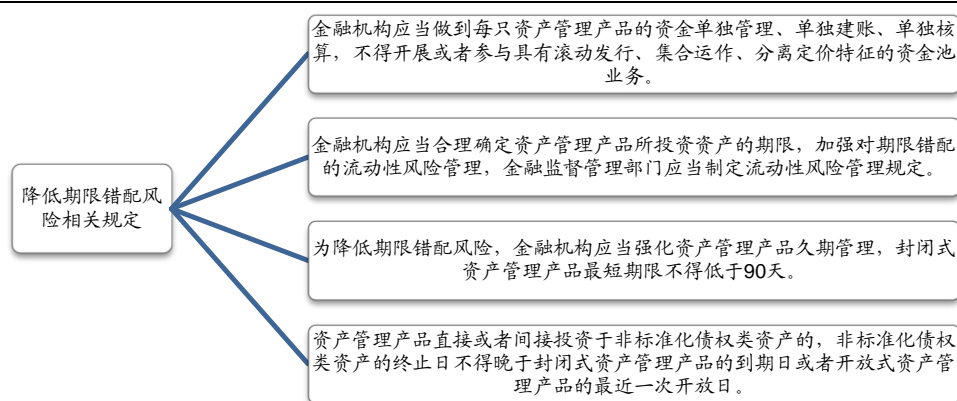 金融机构应当做到每只资产管理产品的资金单独管理、单独建账、单独核
算，不得开展或者参与具有滚动发行、集合运作、分离定价特征的资金池
业务。
金融机构应当合理确定资产管理产品所投资资产的期限，加强对期限错配
的流动性风险管理，金融监督管理部门应当制定流动性风险管理规定。
降低期限错配风
险相关规定
为降低期限错配风险，金融机构应当强化资产管理产品久期管理，封闭式
资产管理产品最短期限不得低于90天。
资产管理产品直接或者间接投资于非标准化债权类资产的，非标准化债权
类资产的终止日不得晚于封闭式资产管理产品的到期日或者开放式资产管
理产品的最近一次开放日。